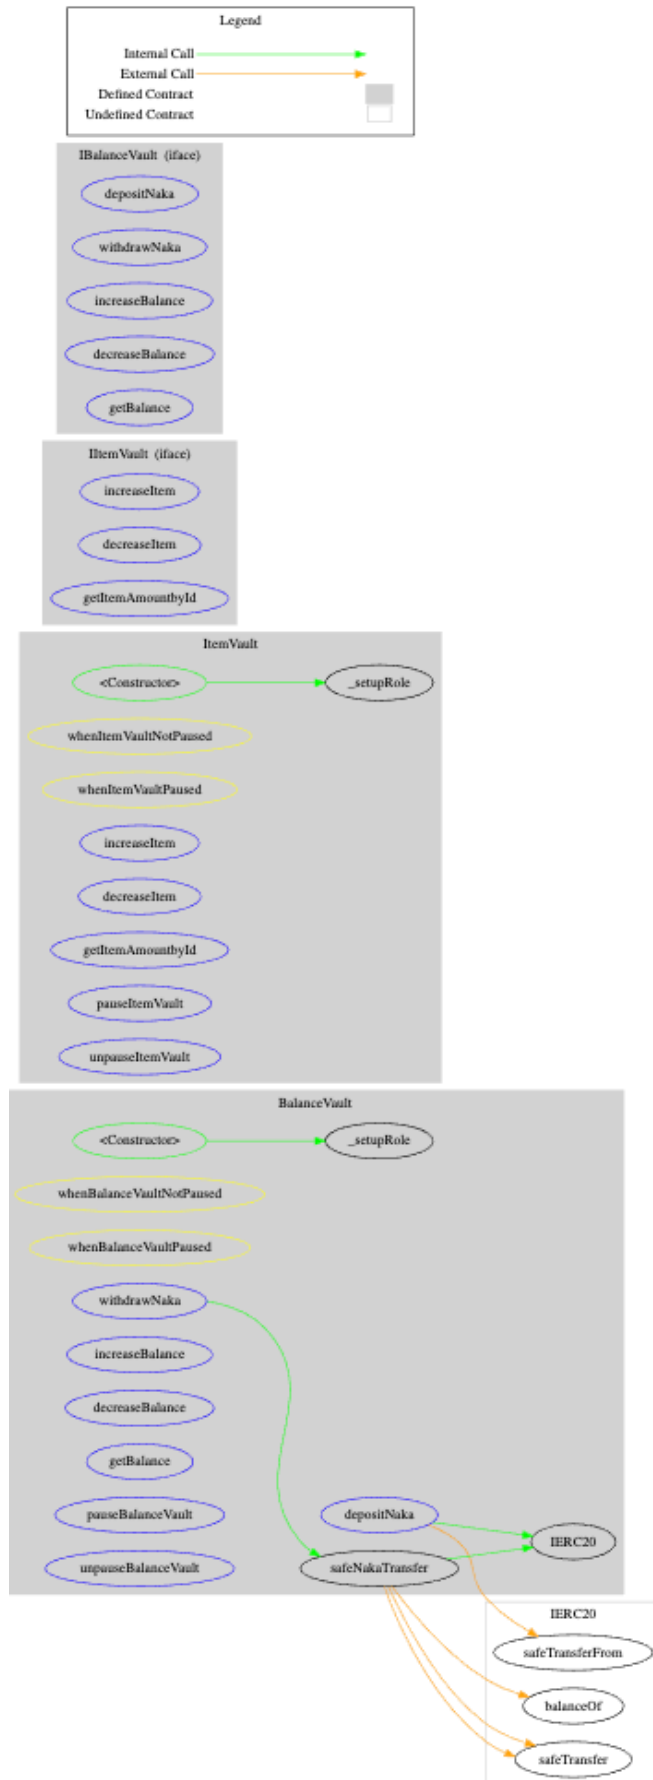 Legend
Internal Call
External Call
Defined Contract
Undefined Contract
IBalanceVault (iface)
depositNaka
withdrawNaka
increaseBalance
decreaseBalance
getBalance
IItemVault (iface)
increaseItem
decreaseItem
getItemAmountbyId
ItemVault
<Constructor>
_setupRole
whenItemVaultNotPaused
whenItemVaultPaused
increaseItem
decreaseItem
getItemAmountbyId
pauseItemVault
unpauseItemVault
BalanceVault
<Constructor>
_setupRole
whenBalanceVaultNotPaused
whenBalanceVaultPaused
withdrawNaka
increaseBalance
decreaseBalance
getBalance
pauseBalanceVault
depositNaka
IERC20
unpauseBalanceVault
safeNakaTransfer
IERC20
safeTransferFrom
balanceOf
safeTransfer